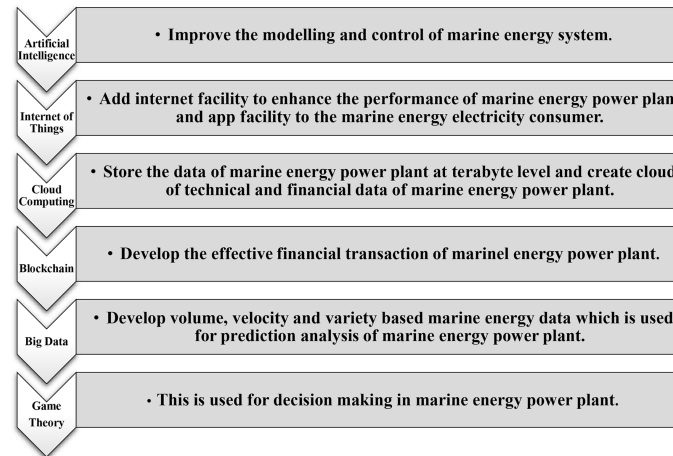 Artificial
Intelligence
• Improve the modelling and control of marine energy system.
Internet of
Things
• Add internet facility to enhance the performance of marine energy power plan
and app facility to the marine energy electricity consumer.
Cloud
Computing
• Store the data of marine energy power plant at terabyte level and create cloud
of technical and financial data of marine energy power plant.
Blockchain
• Develop the effective financial transaction of marinel energy power plant.
Big Data
• Develop volume, velocity and variety based marine energy data which is used
for prediction analysis of marine energy power plant.
Game
Theory
• This is used for decision making in marine energy power plant.